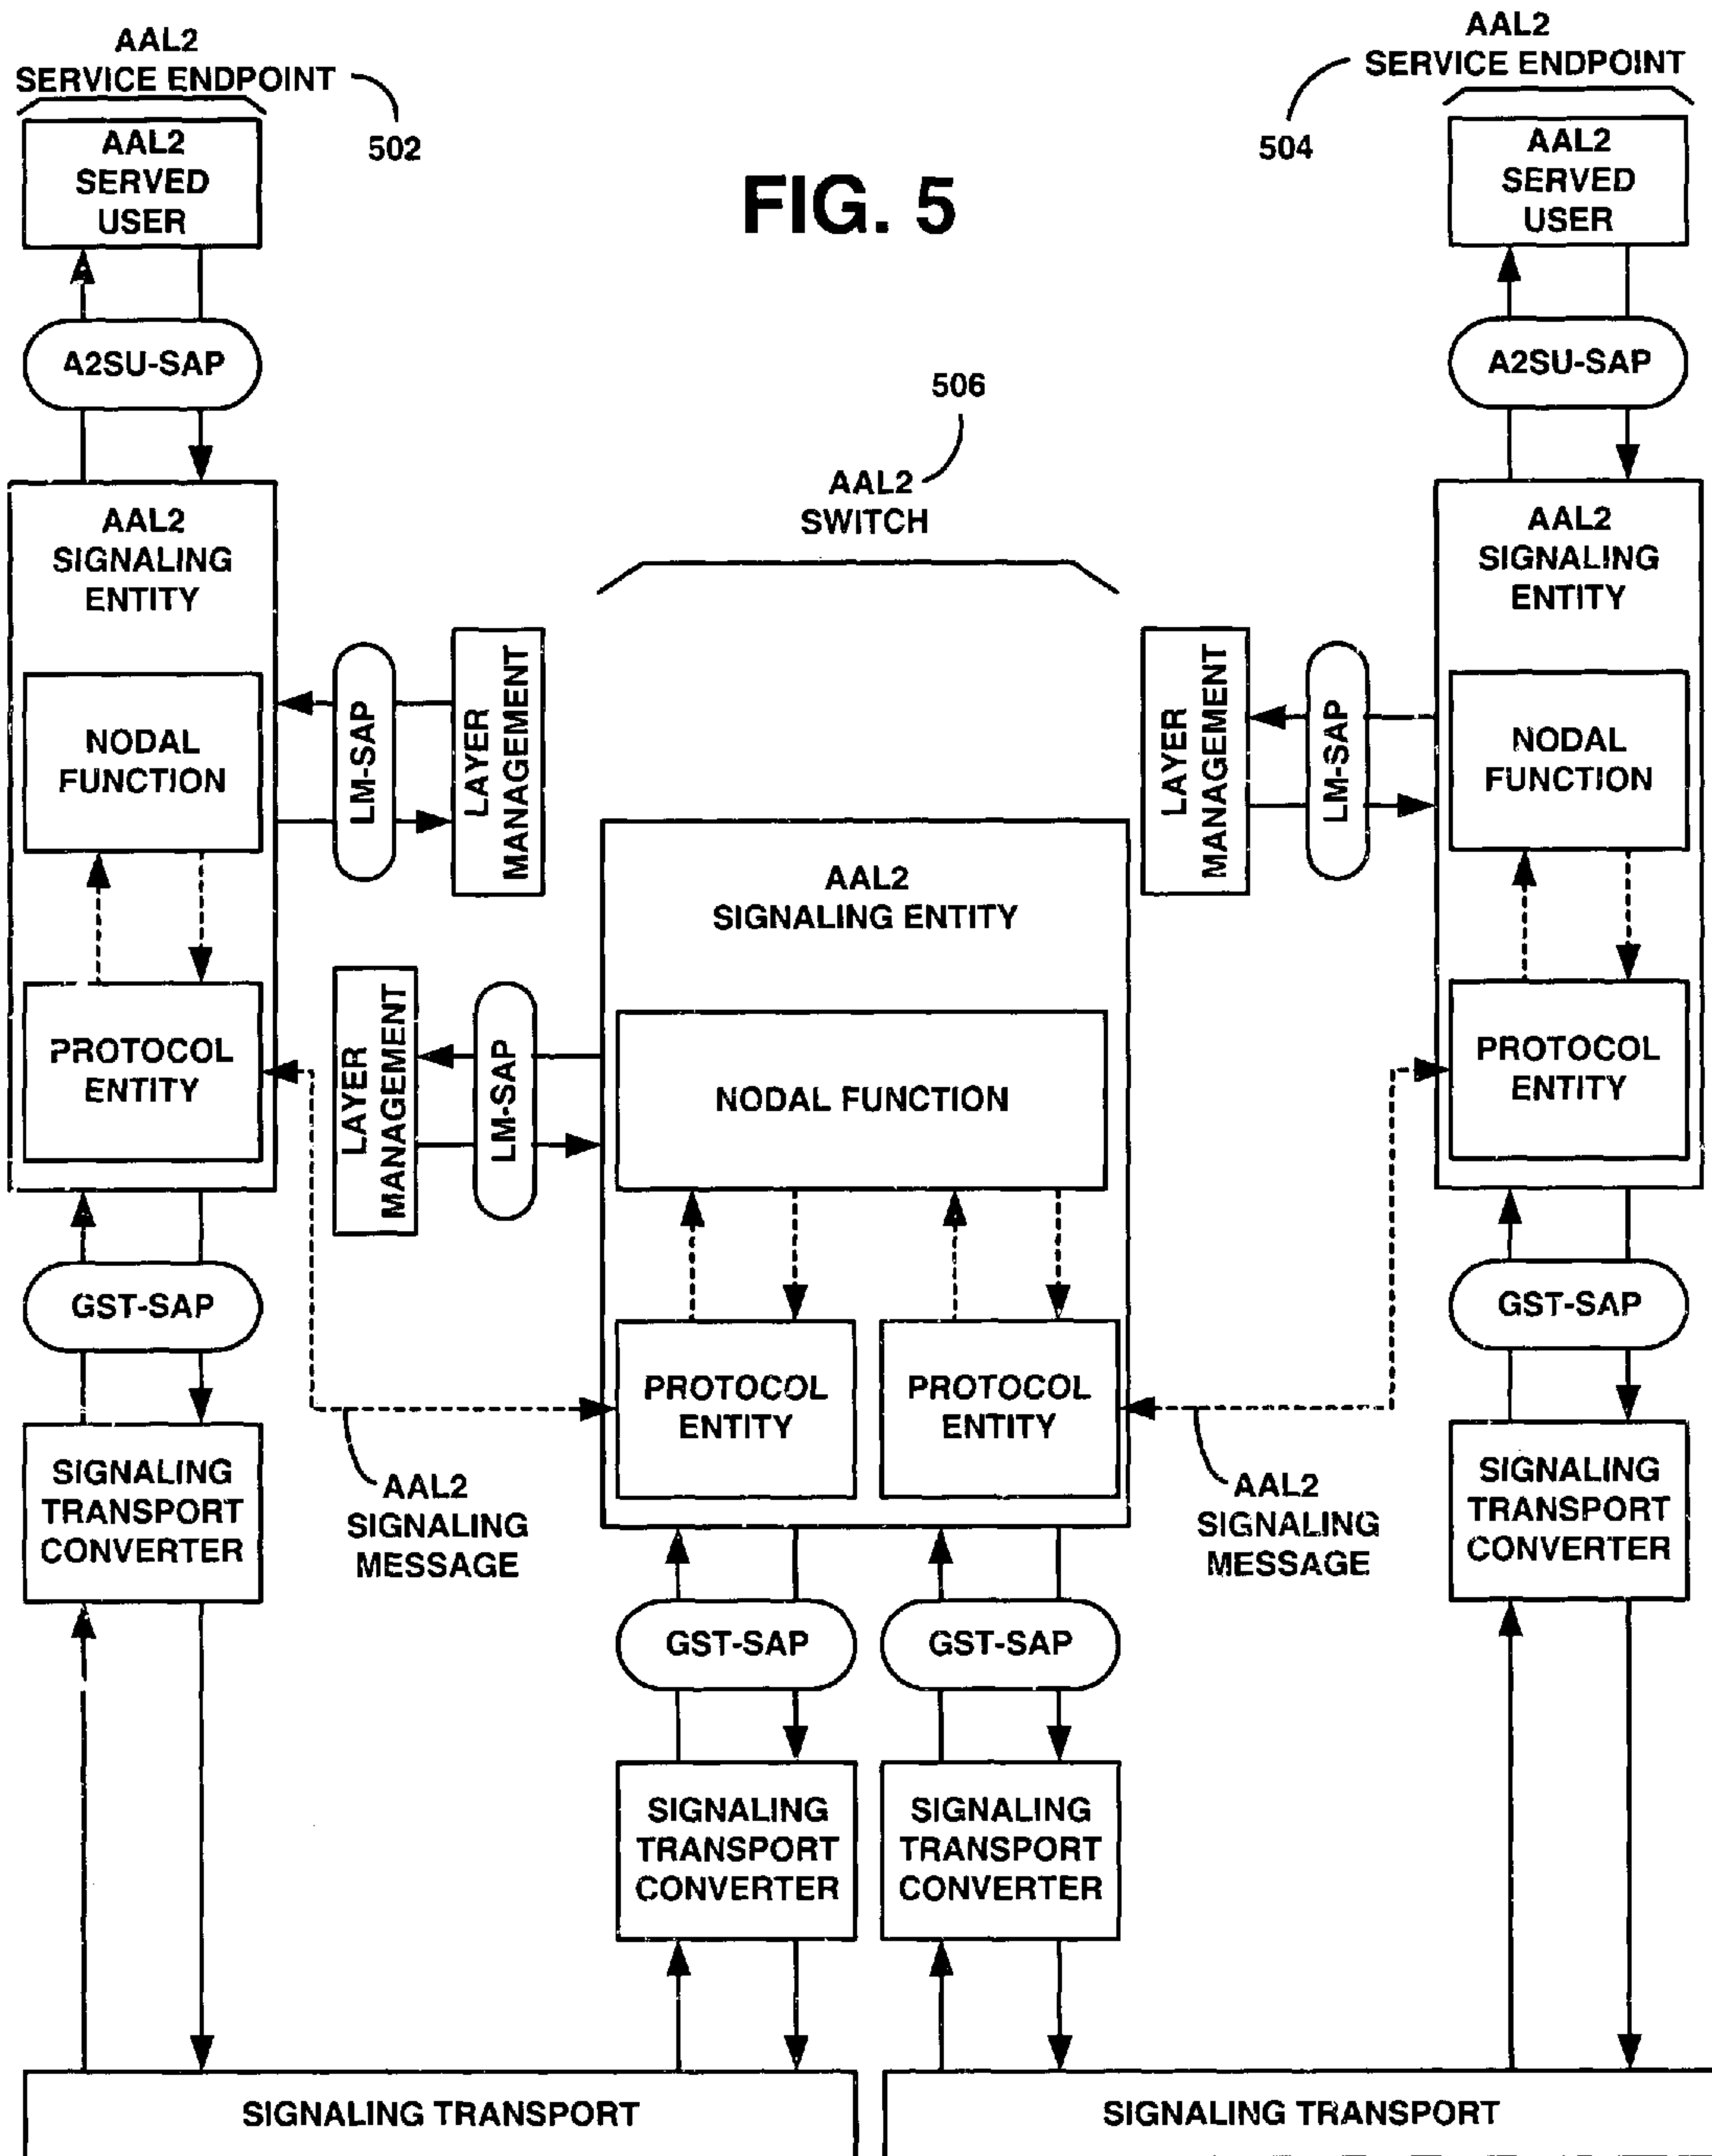 AAL2
SERVICE ENDPOINT
502
AAL2
SERVED
USER
A2SU-SAP
AAL2
SIGNALING
ENTITY
NODAL
FUNCTION
PROTOCOL
ENTITY
LM-SAP
LAYER
MANAGEMENT
GST-SAP
SIGNALING
TRANSPORT
CONVERTER
FIG. 5
506
AAL2
SWITCH
LAYER
MANAGEMENT
LM-SAP
AAL2
SIGNALING ENTITY
NODAL FUNCTION
PROTOCOL
ENTITY
PROTOCOL
ENTITY
AAL2
SIGNALING
MESSAGE
GST-SAP
GST-SAP
SIGNALING
TRANSPORT
CONVERTER
SIGNALING
TRANSPORT
CONVERTER
AAL2
SERVICE ENDPOINT
504
AAL2
SERVED
USER
A2SU-SAP
AAL2
SIGNALING
ENTITY
LAYER
MANAGEMENT
LM-SAP
NODAL
FUNCTION
PROTOCOL
ENTITY
AAL2
SIGNALING
MESSAGE
GST-SAP
SIGNALING
TRANSPORT
CONVERTER
SIGNALING TRANSPORT
SIGNALING TRANSPORT